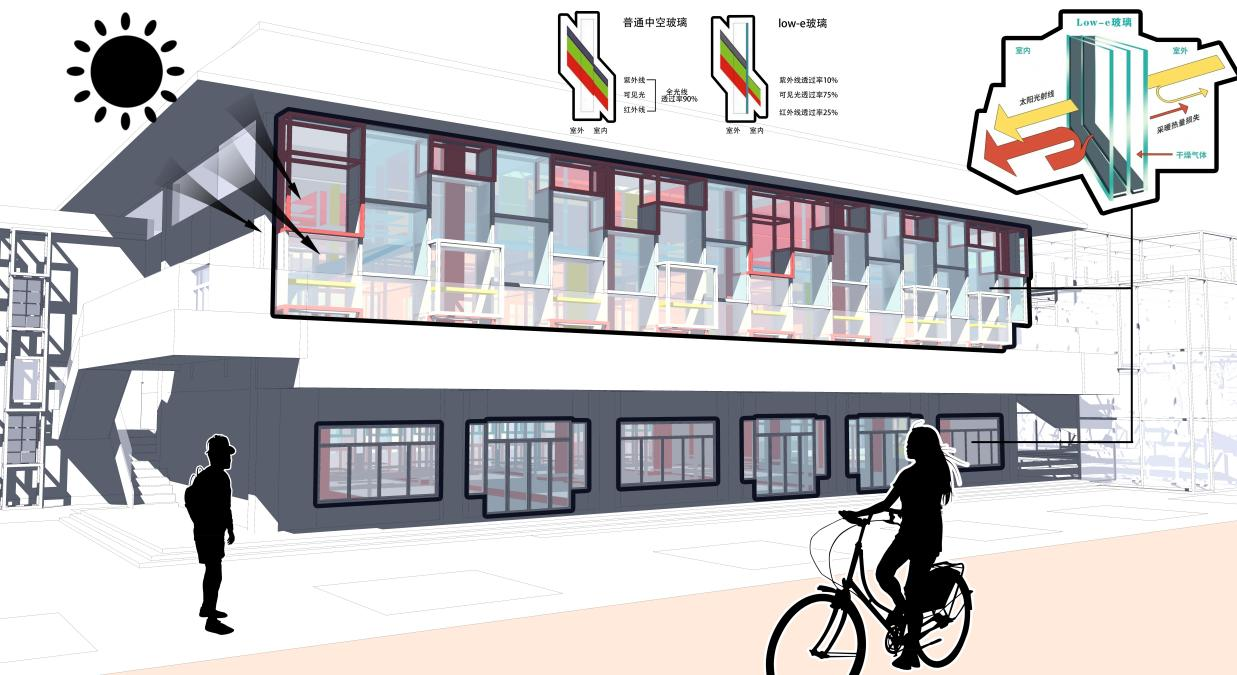 普通中空玻璃
紫外线
可见光
红外线
全光线
透过率90%
室外 室内
low-e玻璃
紫外线透过率10%
可见光透过率75%
红外线透过率25%
室外 室内
Low-e玻璃
室内
室外
太阳光射线
采暖热量损失
干燥气体